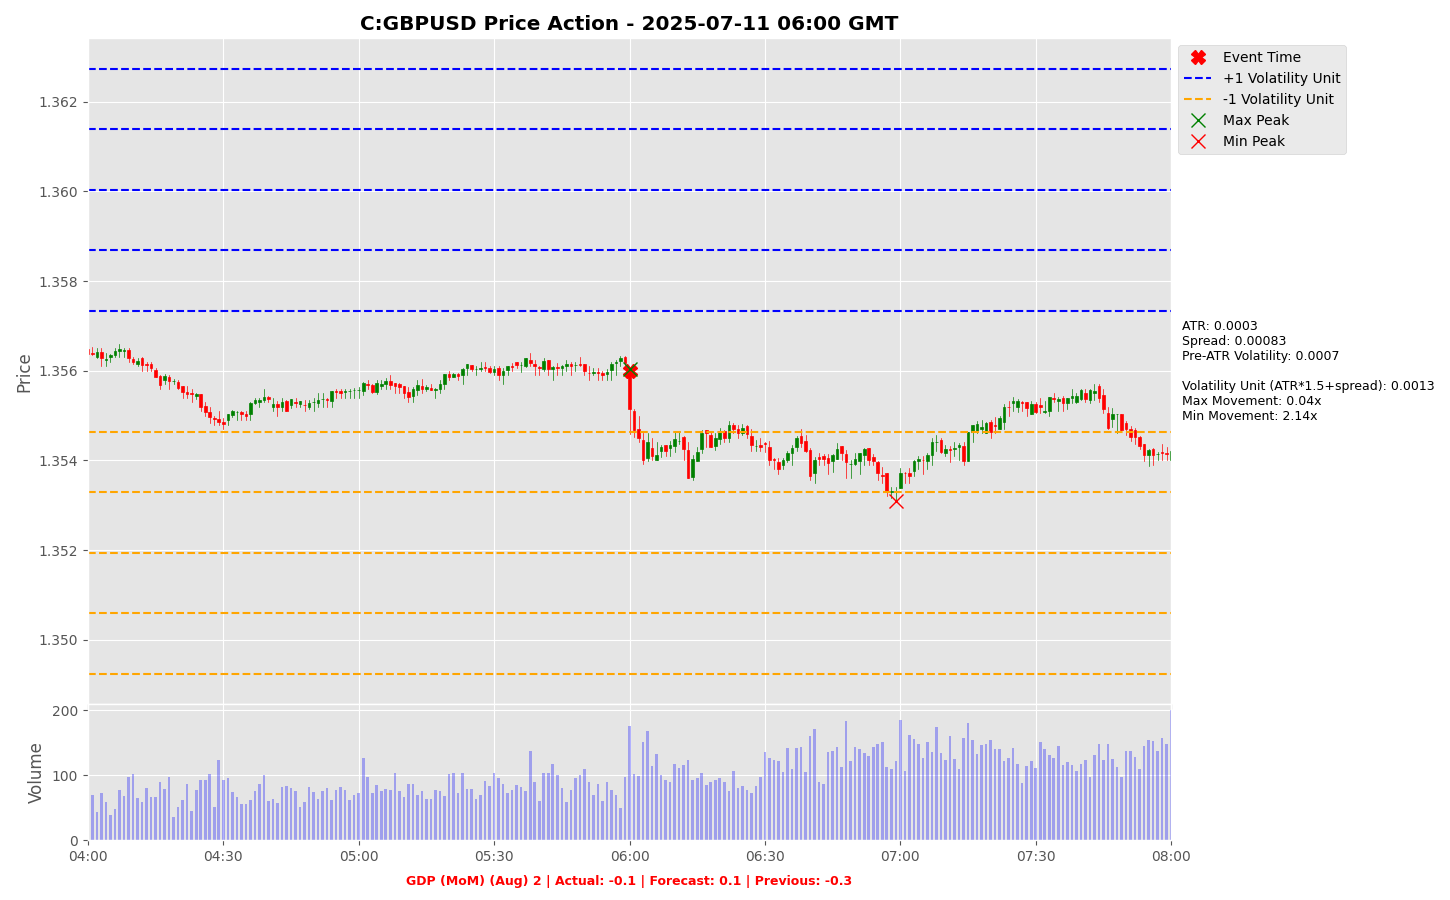 C:GBPUSD Price Action - 2025-07-11 06:00 GMT
Event Time
+1 Volatility Unit
-1 Volatility Unit
Max Peak
Min Peak
Price
1.362
1.360
1.358
1.356
1.354
1.352
1.350
ATR: 0.0003
Spread: 0.00083
Pre-ATR Volatility: 0.0007
Volatility Unit (ATR*1.5+spread): 0.0013
Max Movement: 0.04x
Min Movement: 2.14x
Volume
200
100
0
04:00 04:30 05:00 05:30 06:00 06:30 07:00 07:30 08:00
GDP (MoM) (Aug) 2 | Actual: -0.1 | Forecast: 0.1 | Previous: -0.3